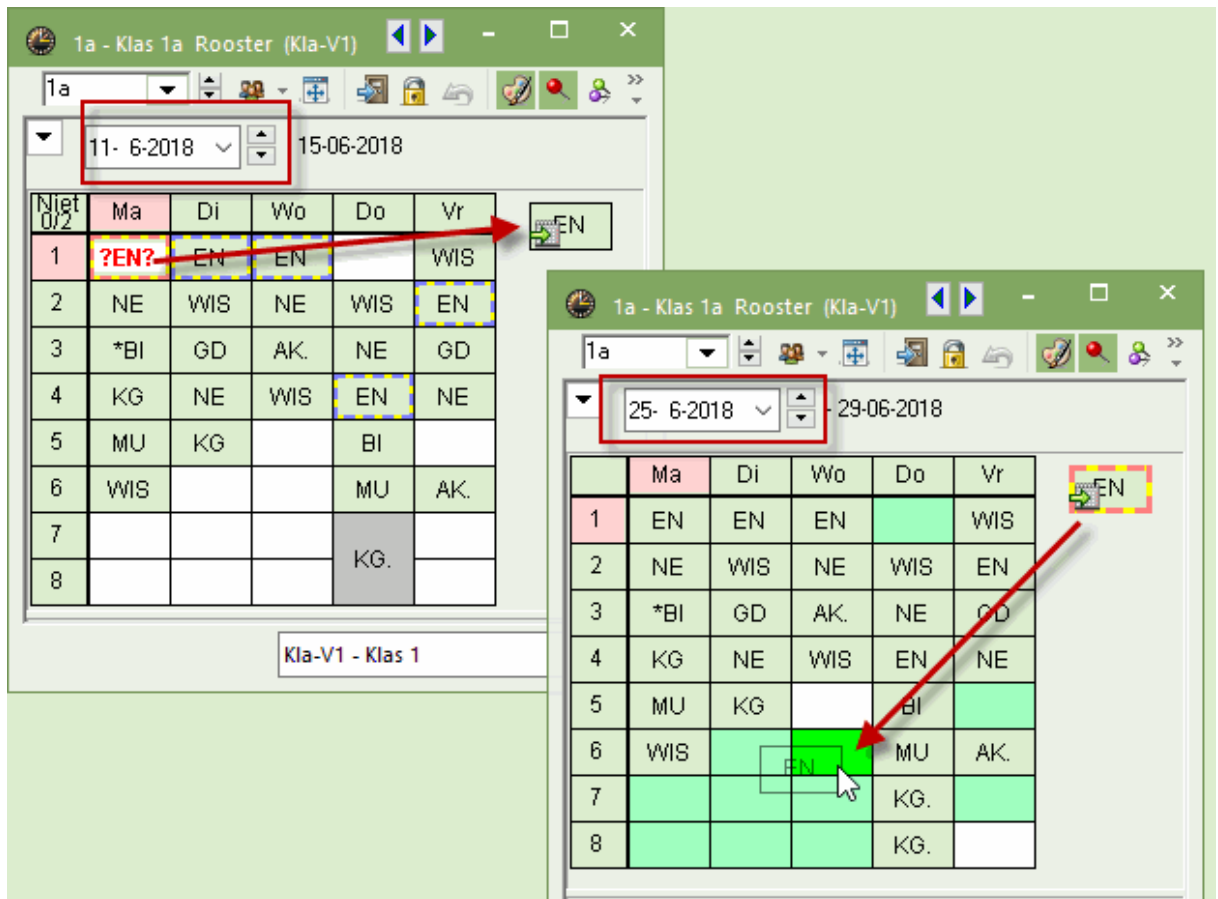 1a - Klas 1a Rooster (Kla-V1)
1a
11- 6-2018 15-06-2018
Niet 0/2 Ma Di Wo Do Vr EN
1 ?EN? EN EN WIS
2 NE WIS NE WIS EN
3 *BI GD AK. NE GD
4 KG NE WIS EN NE
5 MU KG BI
6 WIS MU AK.
7
KG.
8
Kla-V1 - Klas 1
1a - Klas 1a Rooster (Kla-V1)
1a
25- 6-2018 - 29-06-2018
Ma Di Wo Do Vr EN
1 EN EN EN WIS
2 NE WIS NE WIS EN
3 *BI GD AK. NE GD
4 KG NE WIS EN NE
5 MU KG BI
6 WIS EN MU AK.
7 KG.
8 KG.